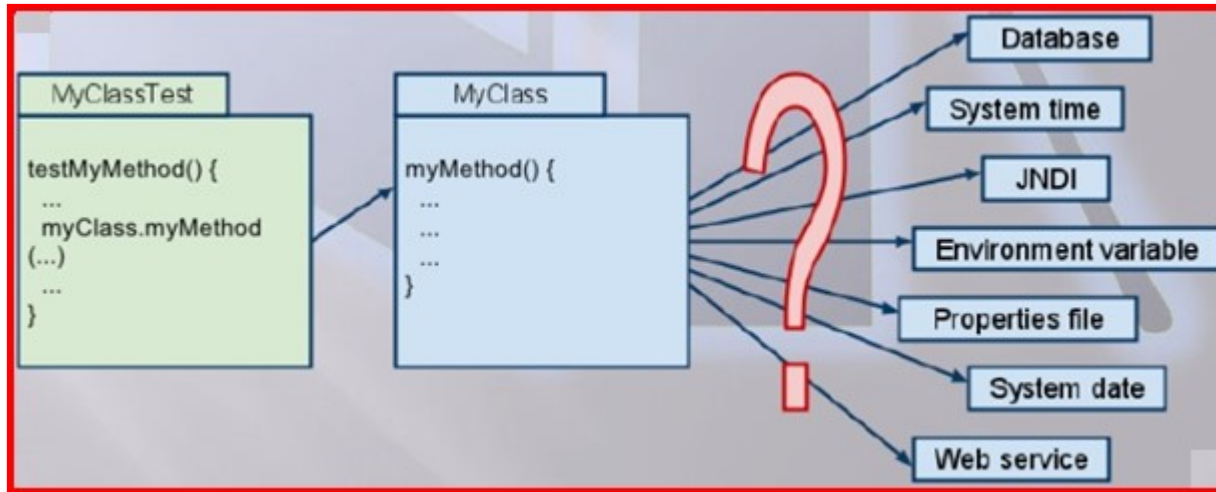 MyClassTest
testMyMethod() {
...
myClass.myMethod
(...)
...
}
MyClass
myMethod() {
...
...
...
}
?
Database
System time
JNDI
Environment variable
Properties file
System date
Web service